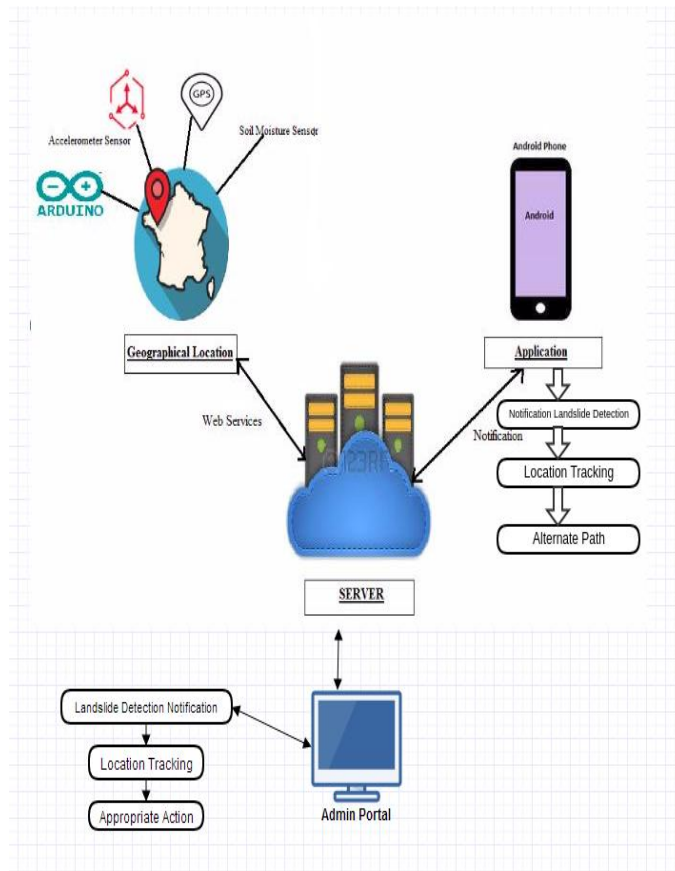 GPS
Accelerometer Sensor
Soil Moisture Sensor
ARDUINO
Geographical Location
Android Phone
Android
Application
Web Services
Notification
Notification Landslide Detection
Location Tracking
Alternate Path
©123RF
SERVER
Landslide Detection Notification
Location Tracking
Appropriate Action
Admin Portal